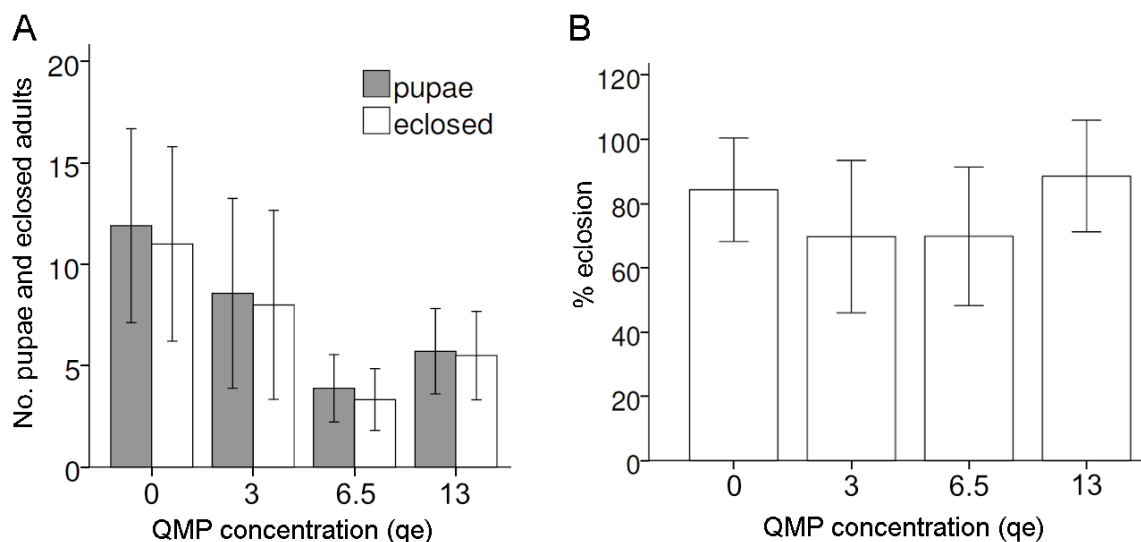 A
No. pupae and eclosed adults
20
15
10
5
0
pupae
eclosed
0 3 6.5 13
QMP concentration (qe)
B
% eclosion
120
100
80
60
40
20
0
0 3 6.5 13
QMP concentration (qe)